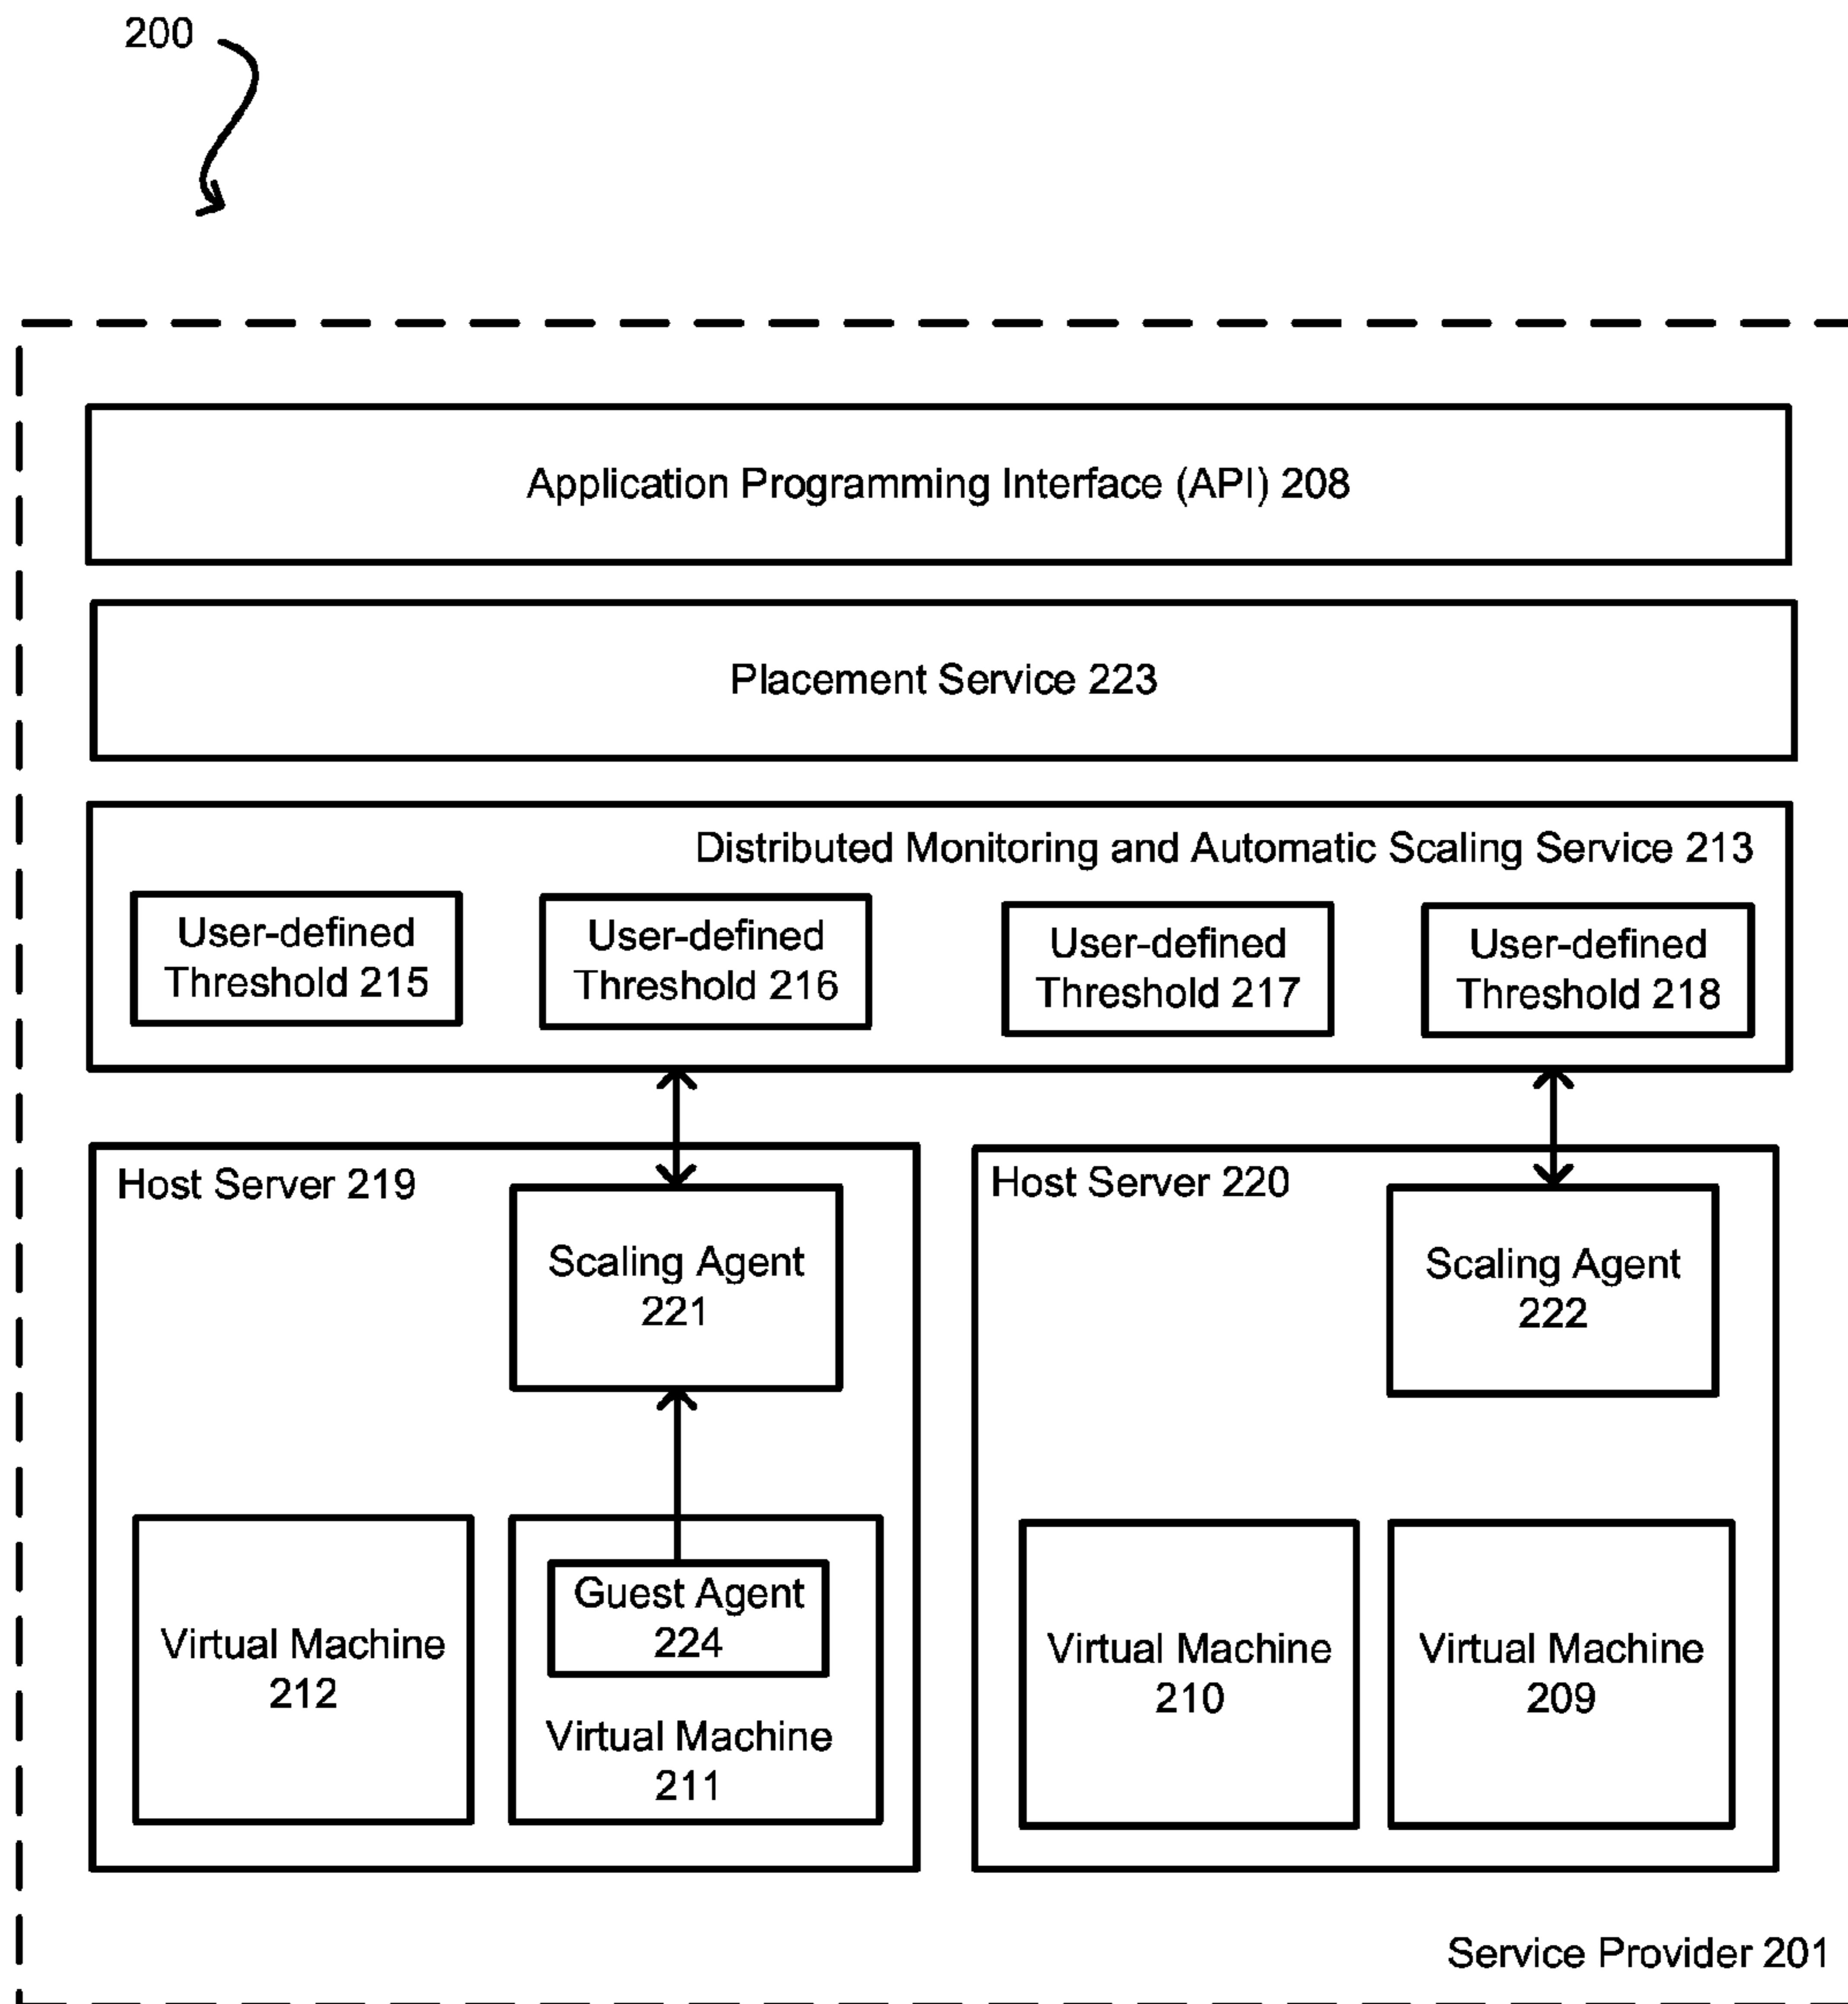 200
Application Programming Interface (API) 208
Placement Service 223
Distributed Monitoring and Automatic Scaling Service 213
User-defined
Threshold 215
User-defined
Threshold 216
User-defined
Threshold 217
User-defined
Threshold 218
Host Server 219
Scaling Agent
221
Guest Agent
224
Virtual Machine
212
Virtual Machine
211
Host Server 220
Scaling Agent
222
Virtual Machine
210
Virtual Machine
209
Service Provider 201